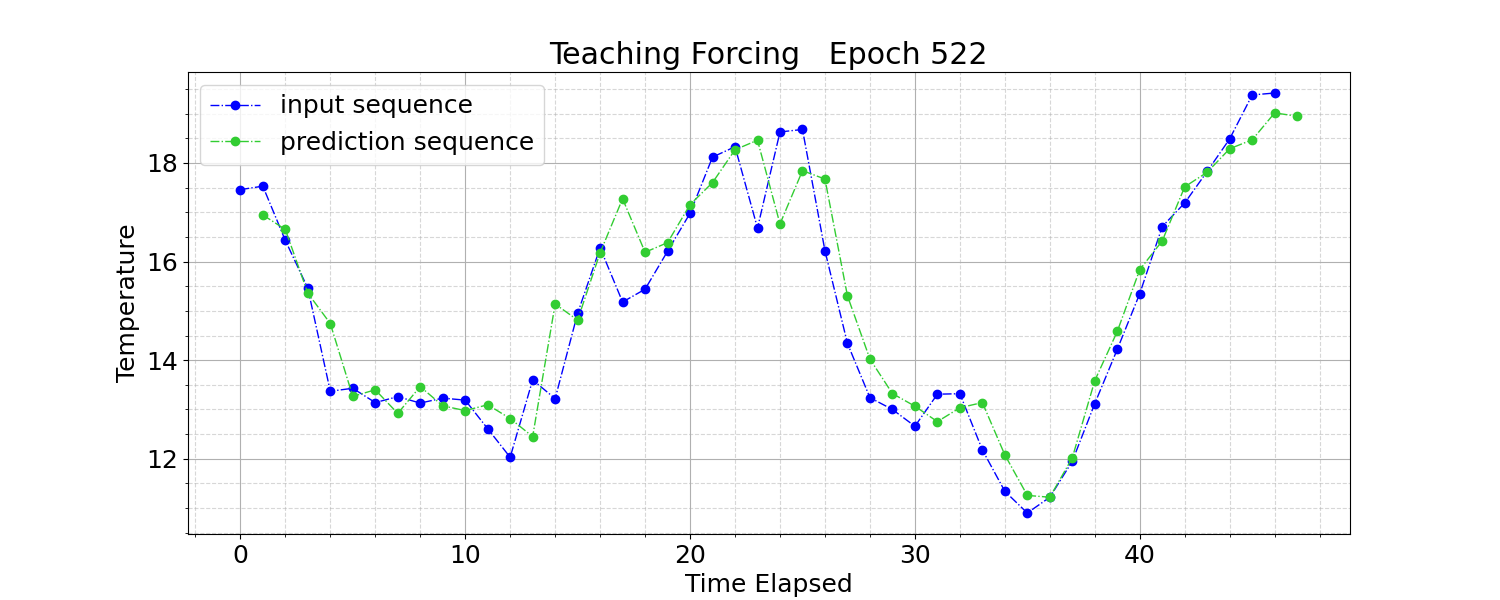 Teaching Forcing   Epoch 522
input sequence
prediction sequence
Temperature
18
16
14
12
0 10 20 30 40
Time Elapsed